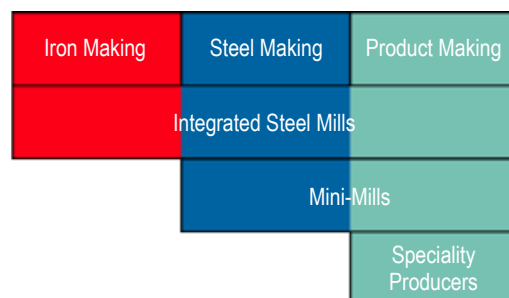 Iron Making
Steel Making
Product Making
Integrated Steel Mills
Mini-Mills
Speciality
Producers